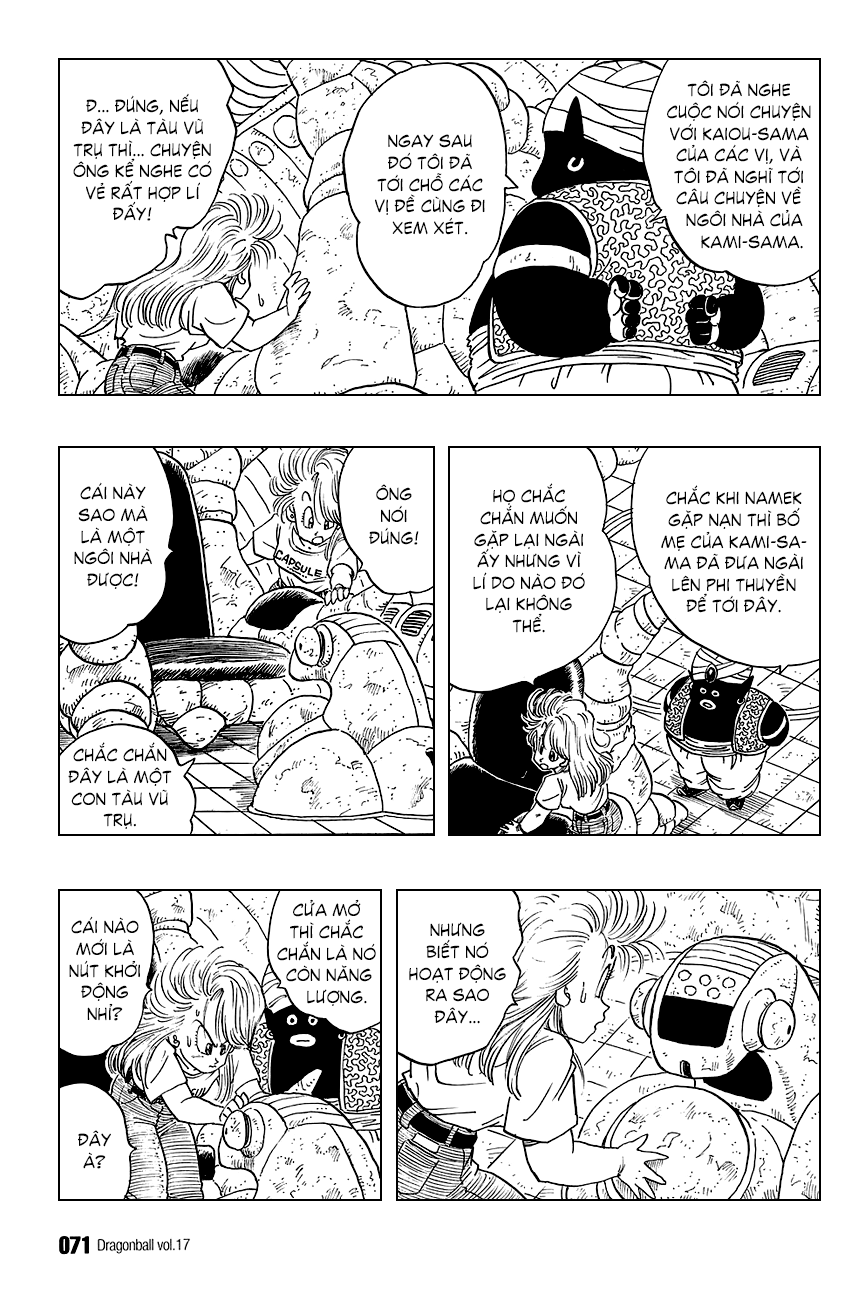 TÔI ĐÃ NGHE
CUỘC NÓI CHUYỆN
VỚI KAIOU-SAMA
CỦA CÁC VỊ, VÀ
TÔI ĐÃ NGHĨ TỚI
CÂU CHUYỆN VỀ
NGÔI NHÀ CỦA
KAMI-SAMA.
NGAY SAU
ĐÓ TÔI ĐÃ
TỚI CHỖ CÁC
VỊ ĐỂ CÙNG ĐI
XEM XÉT.
Đ... ĐÚNG, NẾU
ĐÂY LÀ TÀU VŨ
TRỤ THÌ... CHUYỆN
ÔNG KỂ NGHE CÓ
VẺ RẤT HỢP LÍ
ĐẤY!
CHẮC KHI NAMEK
GẶP NẠN THÌ BỐ
MẸ CỦA KAMI-SA-
MA ĐÃ ĐƯA NGÀI
LÊN PHI THUYỀN
ĐỂ TỚI ĐÂY.
HỌ CHẮC
CHẮN MUỐN
GẶP LẠI NGÀI
ẤY NHƯNG VÌ
LÍ DO NÀO ĐÓ
LẠI KHÔNG
THỂ.
ÔNG
NÓI
ĐÚNG!
CAPSULE
CÁI NÀY
SAO MÀ
LÀ MỘT
NGÔI NHÀ
ĐƯỢC!
CHẮC CHẮN
ĐÂY LÀ MỘT
CON TÀU VŨ
TRỤ.
NHƯNG
BIẾT NÓ
HOẠT ĐỘNG
RA SAO
ĐÂY...
CỬA MỞ
THÌ CHẮC
CHẮN LÀ NÓ
CÒN NĂNG
LƯỢNG.
CÁI NÀO
MỚI LÀ
NÚT KHỞI
ĐỘNG
NHỈ?
ĐÂY
À?
071 Dragonball vol.17